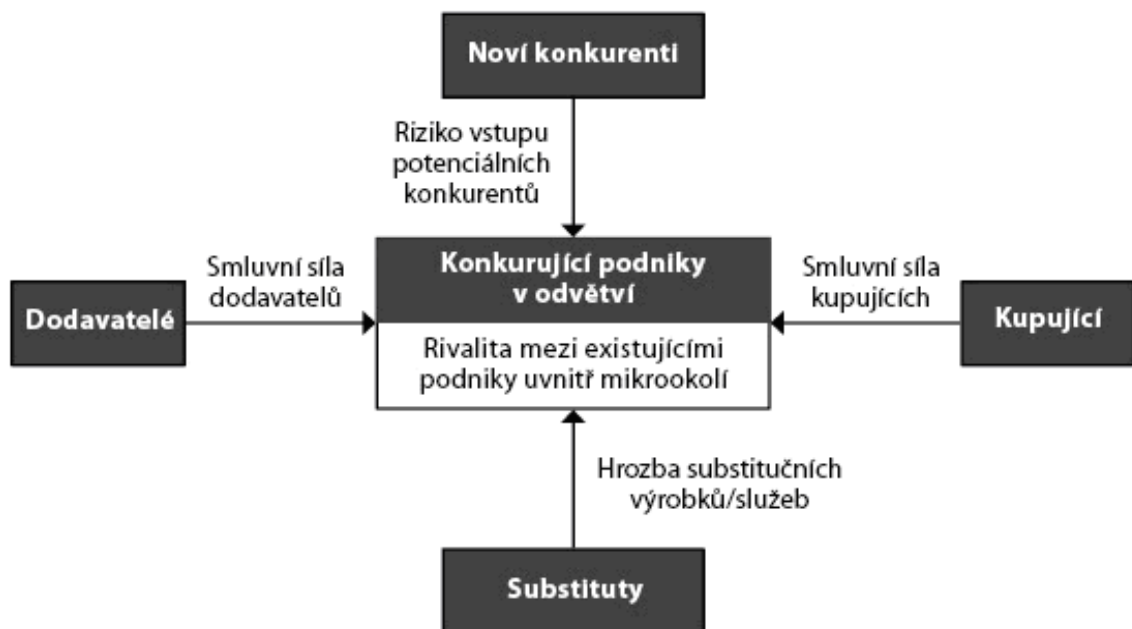 Noví konkurenti
Riziko vstupu
potenciálních
konkurentů
Smluvní síla
dodavatelů
Dodavatelé
Konkurující podniky
v odvětví
Rivalita mezi existujícími
podniky uvnitř mikrookolí
Smluvní síla
kupujících
Kupující
Hrozba substitučních
výrobků/služeb
Substituty